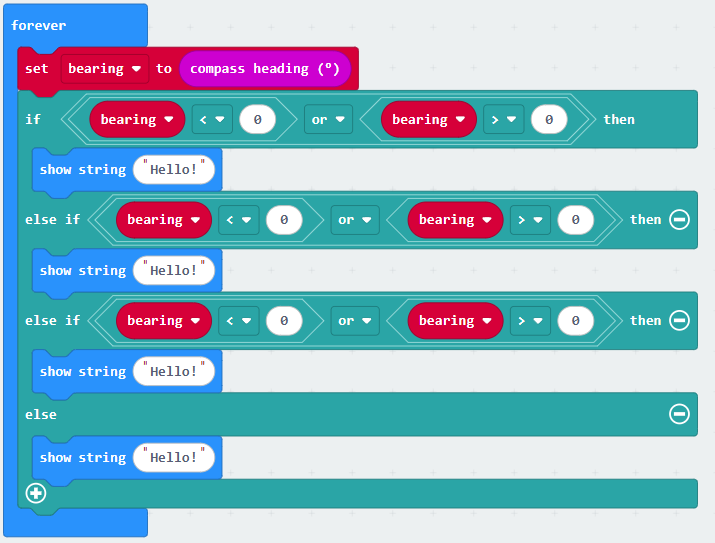 forever
set bearing to compass heading (°)
if bearing < 0 or bearing > 0 then
show string "Hello!"
else if bearing < 0 or bearing > 0 then
show string "Hello!"
else if bearing < 0 or bearing > 0 then
show string "Hello!"
else
show string "Hello!"